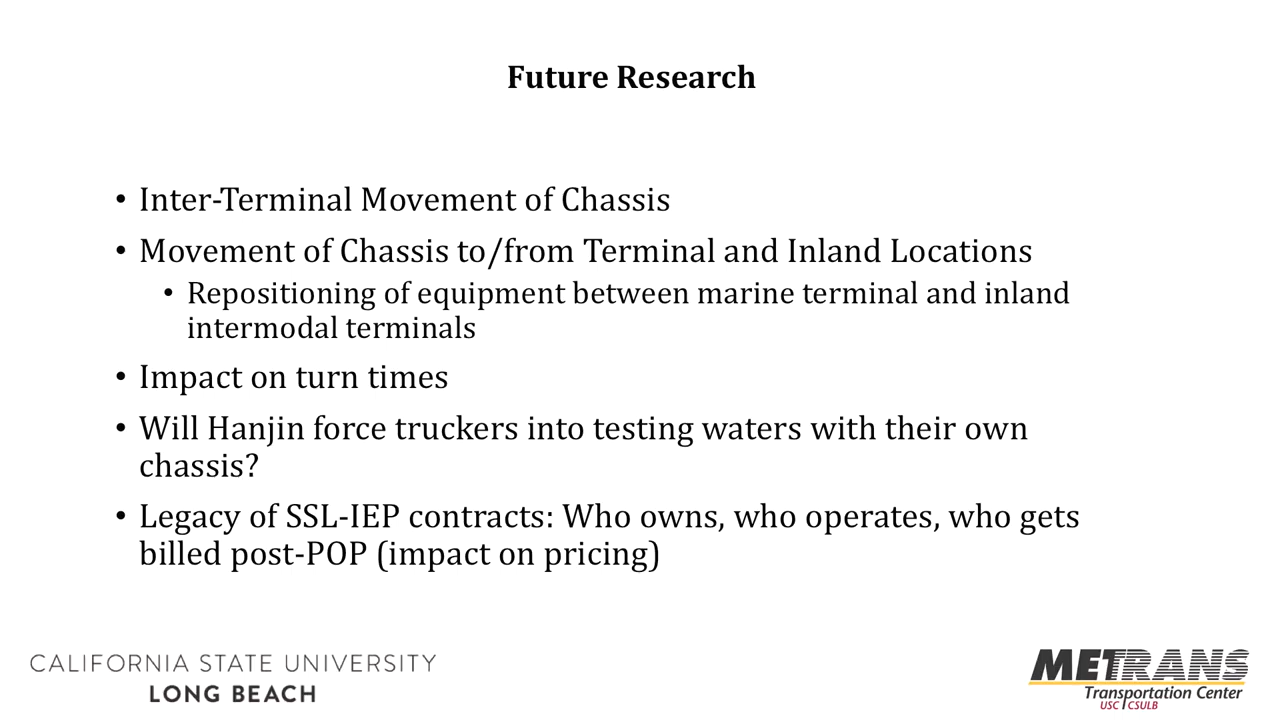 Future Research
• Inter-Terminal Movement of Chassis
• Movement of Chassis to/from Terminal and Inland Locations
• Repositioning of equipment between marine terminal and inland
intermodal terminals
• Impact on turn times
• Will Hanjin force truckers into testing waters with their own
chassis?
• Legacy of SSL-IEP contracts: Who owns, who operates, who gets
billed post-POP (impact on pricing)
CALIFORNIA STATE UNIVERSITY
LONG BEACH
METRANS
Transportation Center
USC CSULB